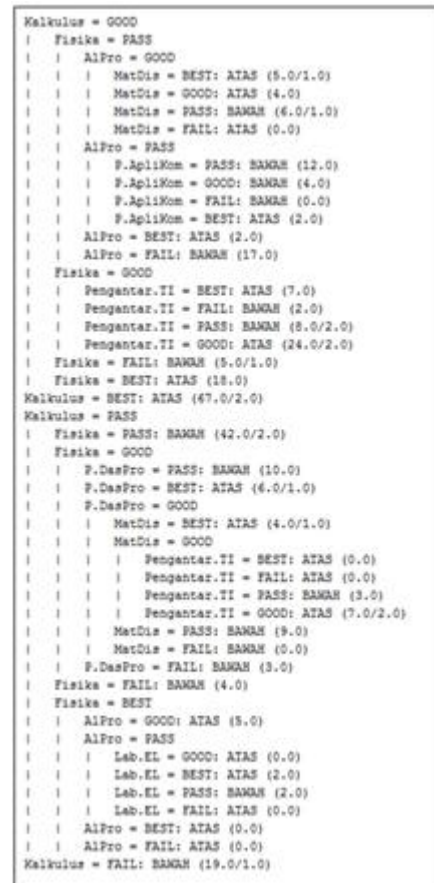 Kalkulus = GOOD
|   Fisika = PASS
|   |   AlPro = GOOD
|   |   |   MatDis = BEST: ATAS (5.0/1.0)
|   |   |   MatDis = GOOD: ATAS (4.0)
|   |   |   MatDis = PASS: BAWAH (6.0/1.0)
|   |   |   MatDis = FAIL: ATAS (0.0)
|   |   AlPro = PASS
|   |   |   P.ApliKom = PASS: BAWAH (12.0)
|   |   |   P.ApliKom = GOOD: BAWAH (4.0)
|   |   |   P.ApliKom = FAIL: BAWAH (0.0)
|   |   |   P.ApliKom = BEST: ATAS (2.0)
|   |   AlPro = BEST: ATAS (2.0)
|   |   AlPro = FAIL: BAWAH (17.0)
|   Fisika = GOOD
|   |   Pengantar.TI = BEST: ATAS (7.0)
|   |   Pengantar.TI = FAIL: BAWAH (2.0)
|   |   Pengantar.TI = PASS: BAWAH (8.0/2.0)
|   |   Pengantar.TI = GOOD: ATAS (24.0/2.0)
|   Fisika = FAIL: BAWAH (5.0/1.0)
|   Fisika = BEST: ATAS (18.0)
Kalkulus = BEST: ATAS (67.0/2.0)
Kalkulus = PASS
|   Fisika = PASS: BAWAH (42.0/2.0)
|   Fisika = GOOD
|   |   P.DasPro = PASS: BAWAH (10.0)
|   |   P.DasPro = BEST: ATAS (6.0/1.0)
|   |   P.DasPro = GOOD
|   |   |   MatDis = BEST: ATAS (4.0/1.0)
|   |   |   MatDis = GOOD
|   |   |   |   Pengantar.TI = BEST: ATAS (0.0)
|   |   |   |   Pengantar.TI = FAIL: ATAS (0.0)
|   |   |   |   Pengantar.TI = PASS: BAWAH (3.0)
|   |   |   |   Pengantar.TI = GOOD: ATAS (7.0/2.0)
|   |   |   MatDis = PASS: BAWAH (9.0)
|   |   |   MatDis = FAIL: BAWAH (0.0)
|   |   P.DasPro = FAIL: BAWAH (3.0)
|   Fisika = FAIL: BAWAH (4.0)
|   Fisika = BEST
|   |   AlPro = GOOD: ATAS (5.0)
|   |   AlPro = PASS
|   |   |   Lab.EL = GOOD: ATAS (0.0)
|   |   |   Lab.EL = BEST: ATAS (2.0)
|   |   |   Lab.EL = PASS: BAWAH (2.0)
|   |   |   Lab.EL = FAIL: ATAS (0.0)
|   |   AlPro = BEST: ATAS (0.0)
|   |   AlPro = FAIL: ATAS (0.0)
Kalkulus = FAIL: BAWAH (19.0/1.0)